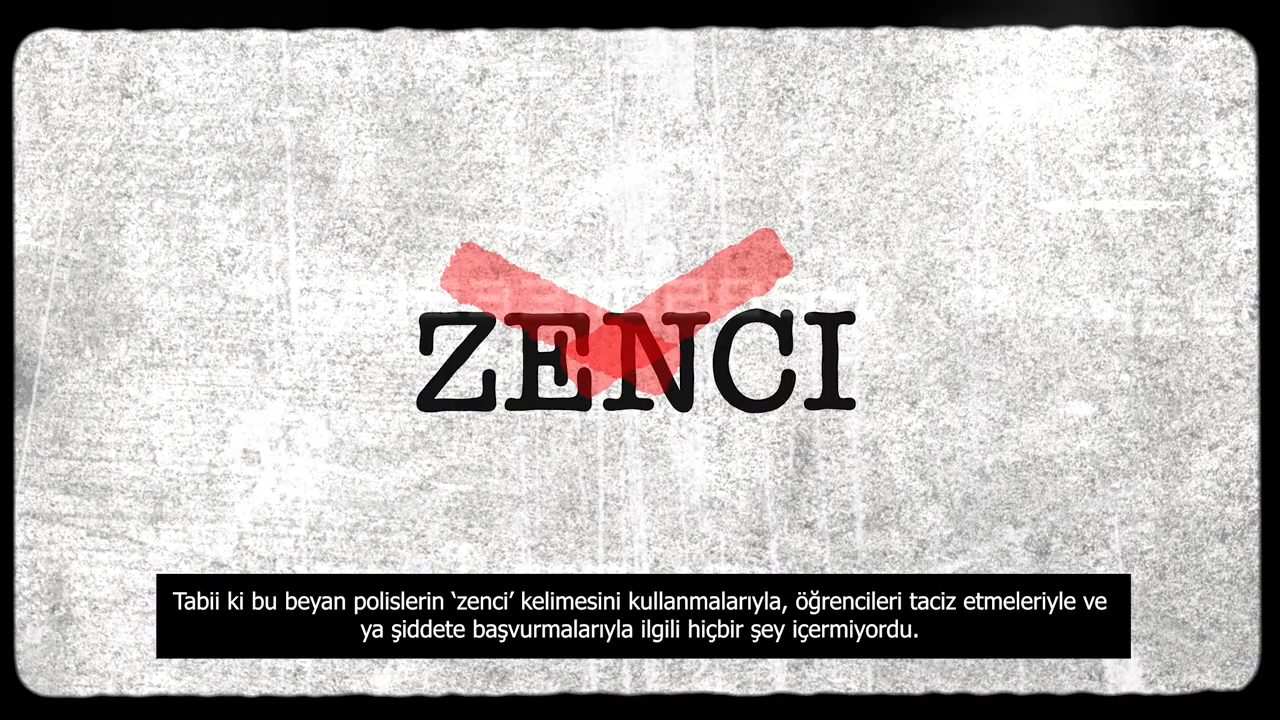 ZENCI
Tabii ki bu beyan polislerin ‘zenci’ kelimesini kullanmalarıyla, öğrencileri taciz etmeleriyle ve
ya şiddete başvurmalarıyla ilgili hiçbir şey içermiyordu.